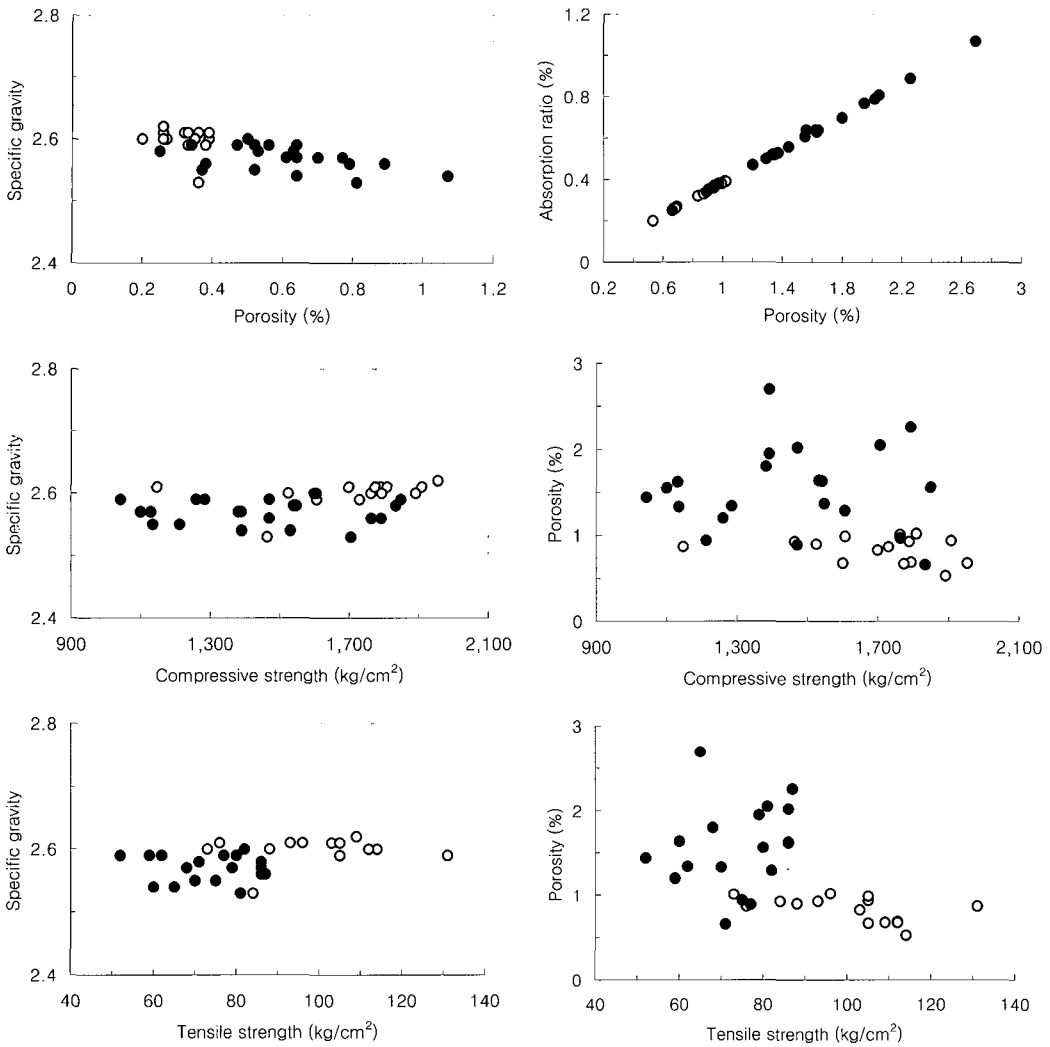 2.8
2.6
2.4
Specific gravity
0 0.2 0.4 0.6 0.8 1 1.2
Porosity (%)
1.2
0.8
0.4
0
Absorption ratio (%)
0.2 0.6 1 1.4 1.8 2.2 2.6 3
Porosity (%)
2.8
2.6
2.4
Specific gravity
900 1,300 1,700 2,100
Compressive strength (kg/cm²)
3
2
1
0
Porosity (%)
900 1,300 1,700 2,100
Compressive strength (kg/cm²)
2.8
2.6
2.4
Specific gravity
40 60 80 100 120 140
Tensile strength (kg/cm²)
3
2
1
0
Porosity (%)
40 60 80 100 120 140
Tensile strength (kg/cm²)